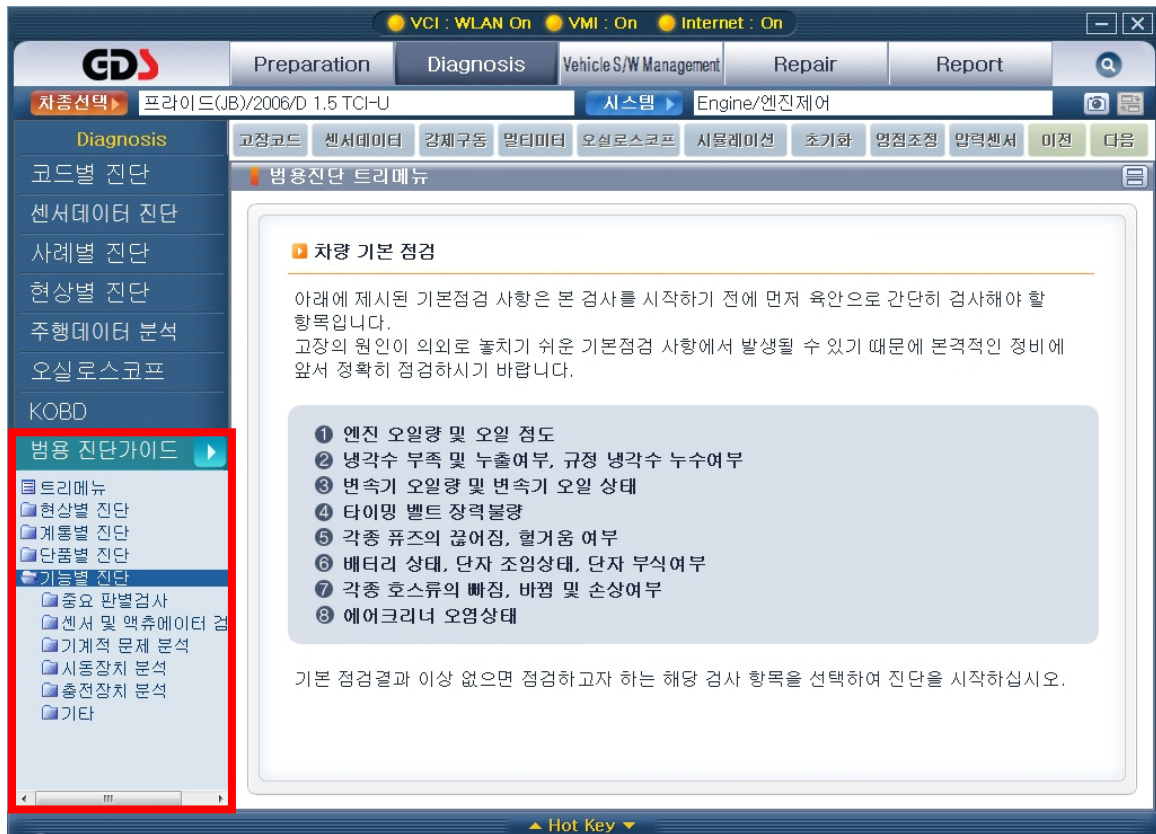 VCI : WLAN On VMI : On Internet : On
GDS Preparation Diagnosis Vehicle S/W Management Repair Report
차종선택 프라이드(JB)/2006/D 1.5 TCI-U 시스템 Engine/엔진제어
Diagnosis
고장코드 센서데이터 강제구동 멀티미터 오실로스코프 시뮬레이션 초기화 영점조정 압력센서 이전 다음
코드별 진단
센서데이터 진단
사례별 진단
현상별 진단
주행데이터 분석
오실로스코프
KOBD
범용 진단가이드
트리메뉴
현상별 진단
계통별 진단
단품별 진단
기능별 진단
중요 판별검사
센서 및 액츄에이터 검
기계적 문제 분석
시동장치 분석
충전장치 분석
기타
범용진단 트리메뉴
차량 기본 점검
아래에 제시된 기본점검 사항은 본 검사를 시작하기 전에 먼저 육안으로 간단히 검사해야 할
항목입니다.
고장의 원인이 의외로 놓치기 쉬운 기본점검 사항에서 발생될 수 있기 때문에 본격적인 정비에
앞서 정확히 점검하시기 바랍니다.
❶ 엔진 오일량 및 오일 점도
❷ 냉각수 부족 및 누출여부, 규정 냉각수 누수여부
❸ 변속기 오일량 및 변속기 오일 상태
❹ 타이밍 벨트 장력불량
❺ 각종 퓨즈의 끊어짐, 헐거움 여부
❻ 배터리 상태, 단자 조임상태, 단자 부식여부
❼ 각종 호스류의 빠짐, 바뀜 및 손상여부
❽ 에어크리너 오염상태
기본 점검결과 이상 없으면 점검하고자 하는 해당 검사 항목을 선택하여 진단을 시작하십시오.
Hot Key